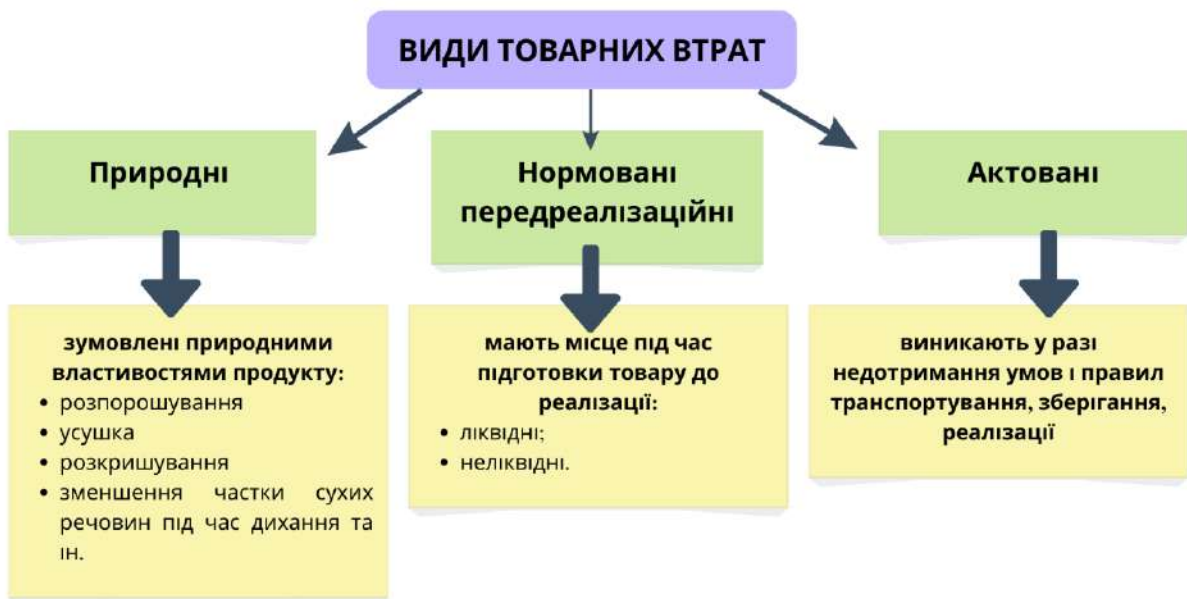 ВИДИ ТОВАРНИХ ВТРАТ
Природні
Нормовані
передреалізаційні
Актовані
зумовлені природними
властивостями продукту:
• розпорошування
• усушка
• розкришування
• зменшення частки сухих
речовин під час дихання та
ін.
мають місце під час
підготовки товару до
реалізації:
• ліквідні;
• неліквідні.
виникають у разі
недотримання умов і правил
транспортування, зберігання,
реалізації